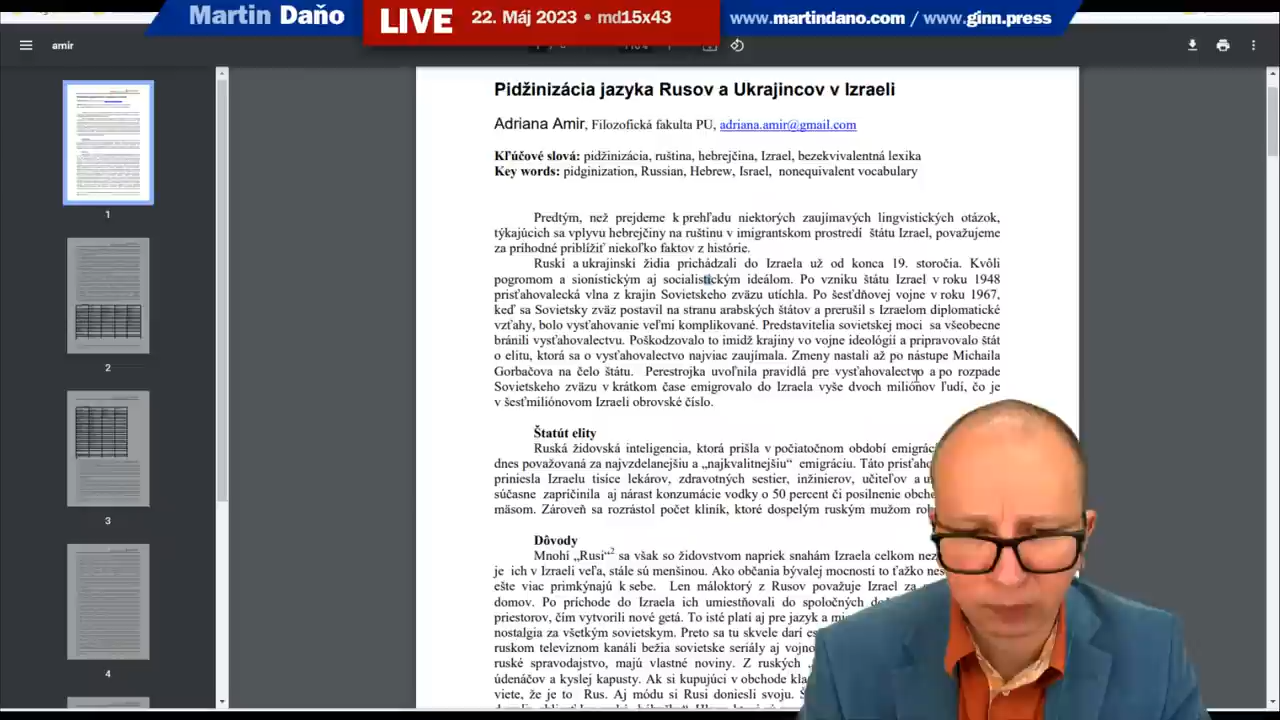 Martin Daňo
LIVE
22. Máj 2023 • md15x43
www.martindano.com / www.ginn.press
amir
Pidžinizácia jazyka Rusov a Ukrajincov v Izraeli
Adriana Amir, Filozofická fakulta PU, adriana.amir@gmail.com
Kľúčové slová: pidžinizácia, ruština, hebrejčina, Izrael, bezekvivalentná lexika
Key words: pidginization, Russian, Hebrew, Israel, nonequivalent vocabulary
Predtým, než prejdeme k prehľadu niektorých zaujímavých lingvistických otázok,
týkajúcich sa vplyvu hebrejčiny na ruštinu v imigrantskom prostredí štátu Izrael, považujeme
za príhodné priblížiť niekoľko faktov z histórie.
Ruskí a ukrajinskí židia prichádzali do Izraela už od konca 19. storočia. Kvôli
pogromom a sionistickým aj socialistickým ideálom. Po vzniku štátu Izrael v roku 1948
prisťahovalecká vlna z krajín Sovietskeho zväzu utíchla. Po šesťdňovej vojne v roku 1967,
keď sa Sovietsky zväz postavil na stranu arabských štátov a prerušil s Izraelom diplomatické
vzťahy, bolo vysťahovanie veľmi komplikované. Predstavitelia sovietskej moci sa všeobecne
bránili vysťahovalectvu. Poškodzovalo to imidž krajiny vo vojne ideológií a pripravovalo štát
o elitu, ktorá sa o vysťahovalectvo najviac zaujímala. Zmeny nastali až po nástupe Michaila
Gorbačova na čelo štátu. Perestrojka uvoľnila pravidlá pre vysťahovalectvo a po rozpade
Sovietskeho zväzu v krátkom čase emigrovalo do Izraela vyše dvoch miliónov ľudí, čo je
v šesťmiliónovom Izraeli obrovské číslo.
Štatút elity
Ruská židovská inteligencia, ktorá prišla v počiatočnom období
dnes považovaná za najvzdelanejšiu a „najkvalitnejšiu“ emigráciu. Táto
priniesla Izraelu tisíce lekárov, zdravotných sestier, inžinierov, učiteľov a
súčasne zapríčinila aj nárast konzumácie vodky o 50 percent či posilnenie
mäsom. Zároveň sa rozrástol počet kliník, ktoré dospelým ruským mužom
Dôvody
Mnohí „Rusi“2 sa však so židovstvom napriek snahám Izraela celkom
je ich v Izraeli veľa, stále sú menšinou. Ako občania bývalej mocnosti to ťažko
ešte viac primkýnajú k sebe. Len máloktorý z Rusov považuje Izrael za
domov. Po príchode do Izraela ich umiestňovali do spoločných
priestorov, čím vytvorili nové getá. To isté platí aj pre jazyk a
nostalgia za všetkým sovietskym. Preto sa tu skvele darí
ruskom televíznom kanáli bežia sovietske seriály aj
ruské spravodajstvo, majú vlastné noviny. Z ruských
údenáčov a kyslej kapusty. Ak si kupujúci v obchode
viete, že je to Rus. Aj módu si Rusi doniesli svoju.
1
2
3
4